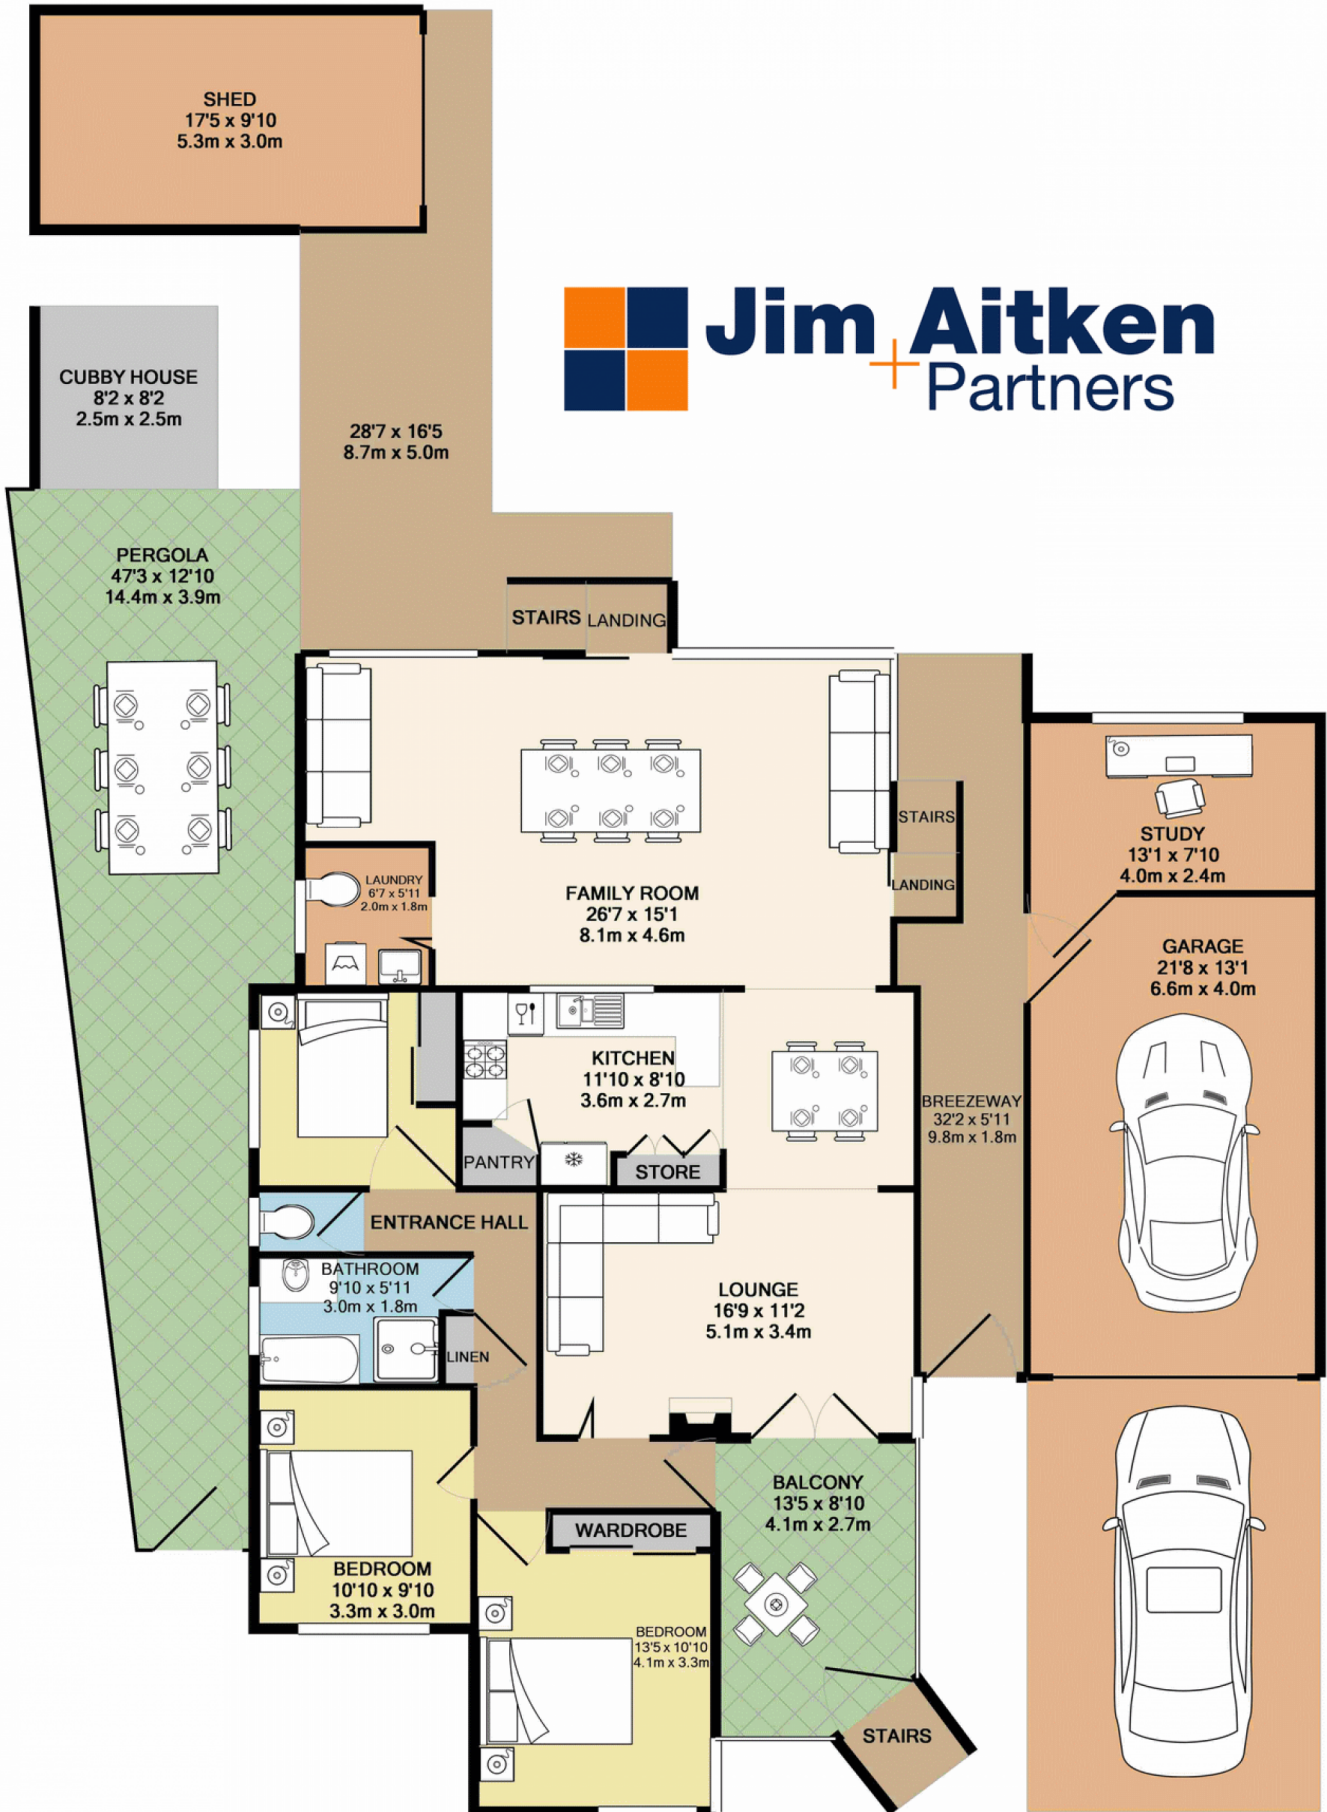 SHED
17'5 x 9'10
5.3m x 3.0m
Jim Aitken
+ Partners
CUBBY HOUSE
8'2 x 8'2
2.5m x 2.5m
28'7 x 16'5
8.7m x 5.0m
PERGOLA
47'3 x 12'10
14.4m x 3.9m
STAIRS
LANDING
STAIRS
LANDING
STUDY
13'1 x 7'10
4.0m x 2.4m
LAUNDRY
6'7 x 5'11
2.0m x 1.8m
FAMILY ROOM
26'7 x 15'1
8.1m x 4.6m
GARAGE
21'8 x 13'1
6.6m x 4.0m
KITCHEN
11'10 x 8'10
3.6m x 2.7m
BREEZEWAY
32'2 x 5'11
9.8m x 1.8m
PANTRY
STORE
ENTRANCE HALL
BATHROOM
9'10 x 5'11
3.0m x 1.8m
LINEN
LOUNGE
16'9 x 11'2
5.1m x 3.4m
BALCONY
13'5 x 8'10
4.1m x 2.7m
WARDROBE
BEDROOM
10'10 x 9'10
3.3m x 3.0m
BEDROOM
13'5 x 10'10
4.1m x 3.3m
STAIRS